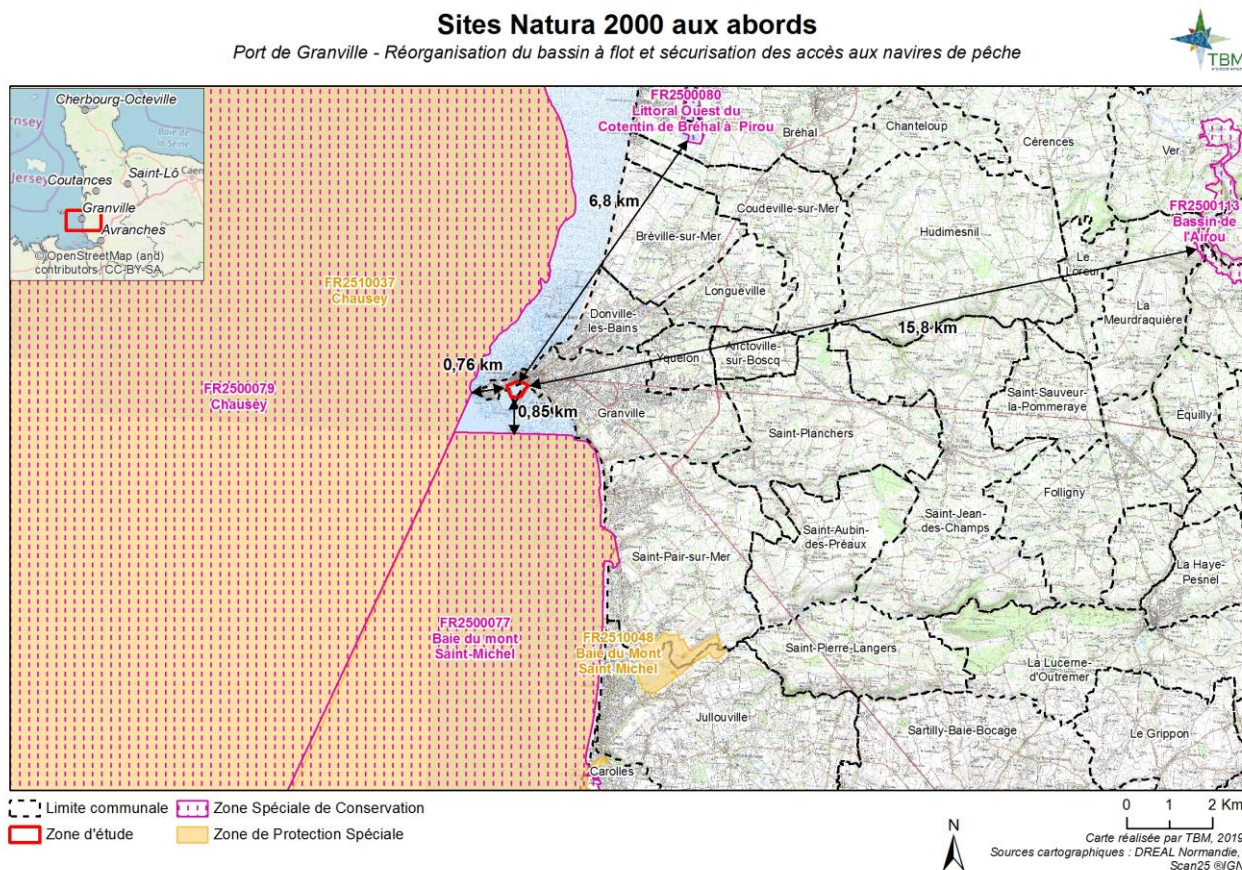 Sites Natura 2000 aux abords
Port de Granville - Réorganisation du bassin à flot et sécurisation des accès aux navires de pêche
TBM
Cherbourg-Octeville
Baie de
la Seine
Jersey
Saint-Lô
Caen
Coutances
Granville
Avranches
© OpenStreetMap (and)
contributors, CC-BY-SA
FR2500080
Littoral Ouest du
Cotentin de Bréhal à Pirou
Bréhal
Chanteloup
Cérences
Ver
FR2500113
Bassin de
l'Airou
6,8 km
Coudeville-sur-Mer
Bréville-sur-Mer
Hudimesnil
Le
Loreur
FR2510037
Chausey
Longueville
La
Meurdraquière
Donville-
les-Bains
15,8 km
Yquelon
Anctoville-
sur-Boscq
0,76 km
FR2500079
Chausey
0,85 km
Granville
Saint-Sauveur-
la-Pommeraye
Équilly
Saint-Planchers
Folligny
Saint-Jean-
des-Champs
Saint-Aubin-
des-Préaux
Saint-Pair-sur-Mer
La Haye-
Pesnel
FR2500077
Baie du mont
Saint-Michel
FR2510048
Baie du Mont
Saint Michel
Saint-Pierre-Langers
La Lucerne-
d'Outremer
Jullouville
Sartilly-Baie-Bocage
Le Grippon
Carolles
Limite communale
Zone Spéciale de Conservation
Zone d'étude
Zone de Protection Spéciale
0 1 2 Km
N
Carte réalisée par TBM, 2019
Sources cartographiques : DREAL Normandie,
Scan25 ®IGN